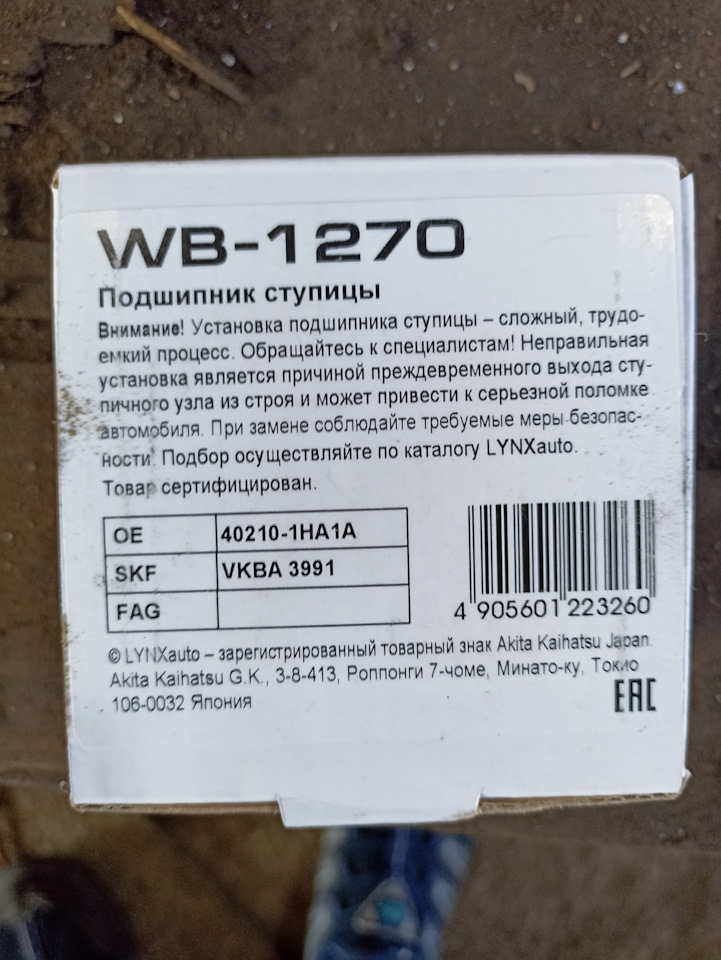 WB-1270
Подшипник ступицы
Внимание! Установка подшипника ступицы – сложный, трудо-
емкий процесс. Обращайтесь к специалистам! Неправильная
установка является причиной преждевременного выхода сту-
пичного узла из строя и может привести к серьезной поломке
автомобиля. При замене соблюдайте требуемые меры безопас-
ности! Подбор осуществляйте по каталогу LYNXauto.
Товар сертифицирован.
OE 40210-1HA1A
SKF VKBA 3991
FAG
4 905601 223260
© LYNXauto – зарегистрированный товарный знак Akita Kaihatsu Japan.
Akita Kaihatsu G.K., 3-8-413, Роппонги 7-чоме, Минато-ку, Токио
106-0032 Япония
EAC